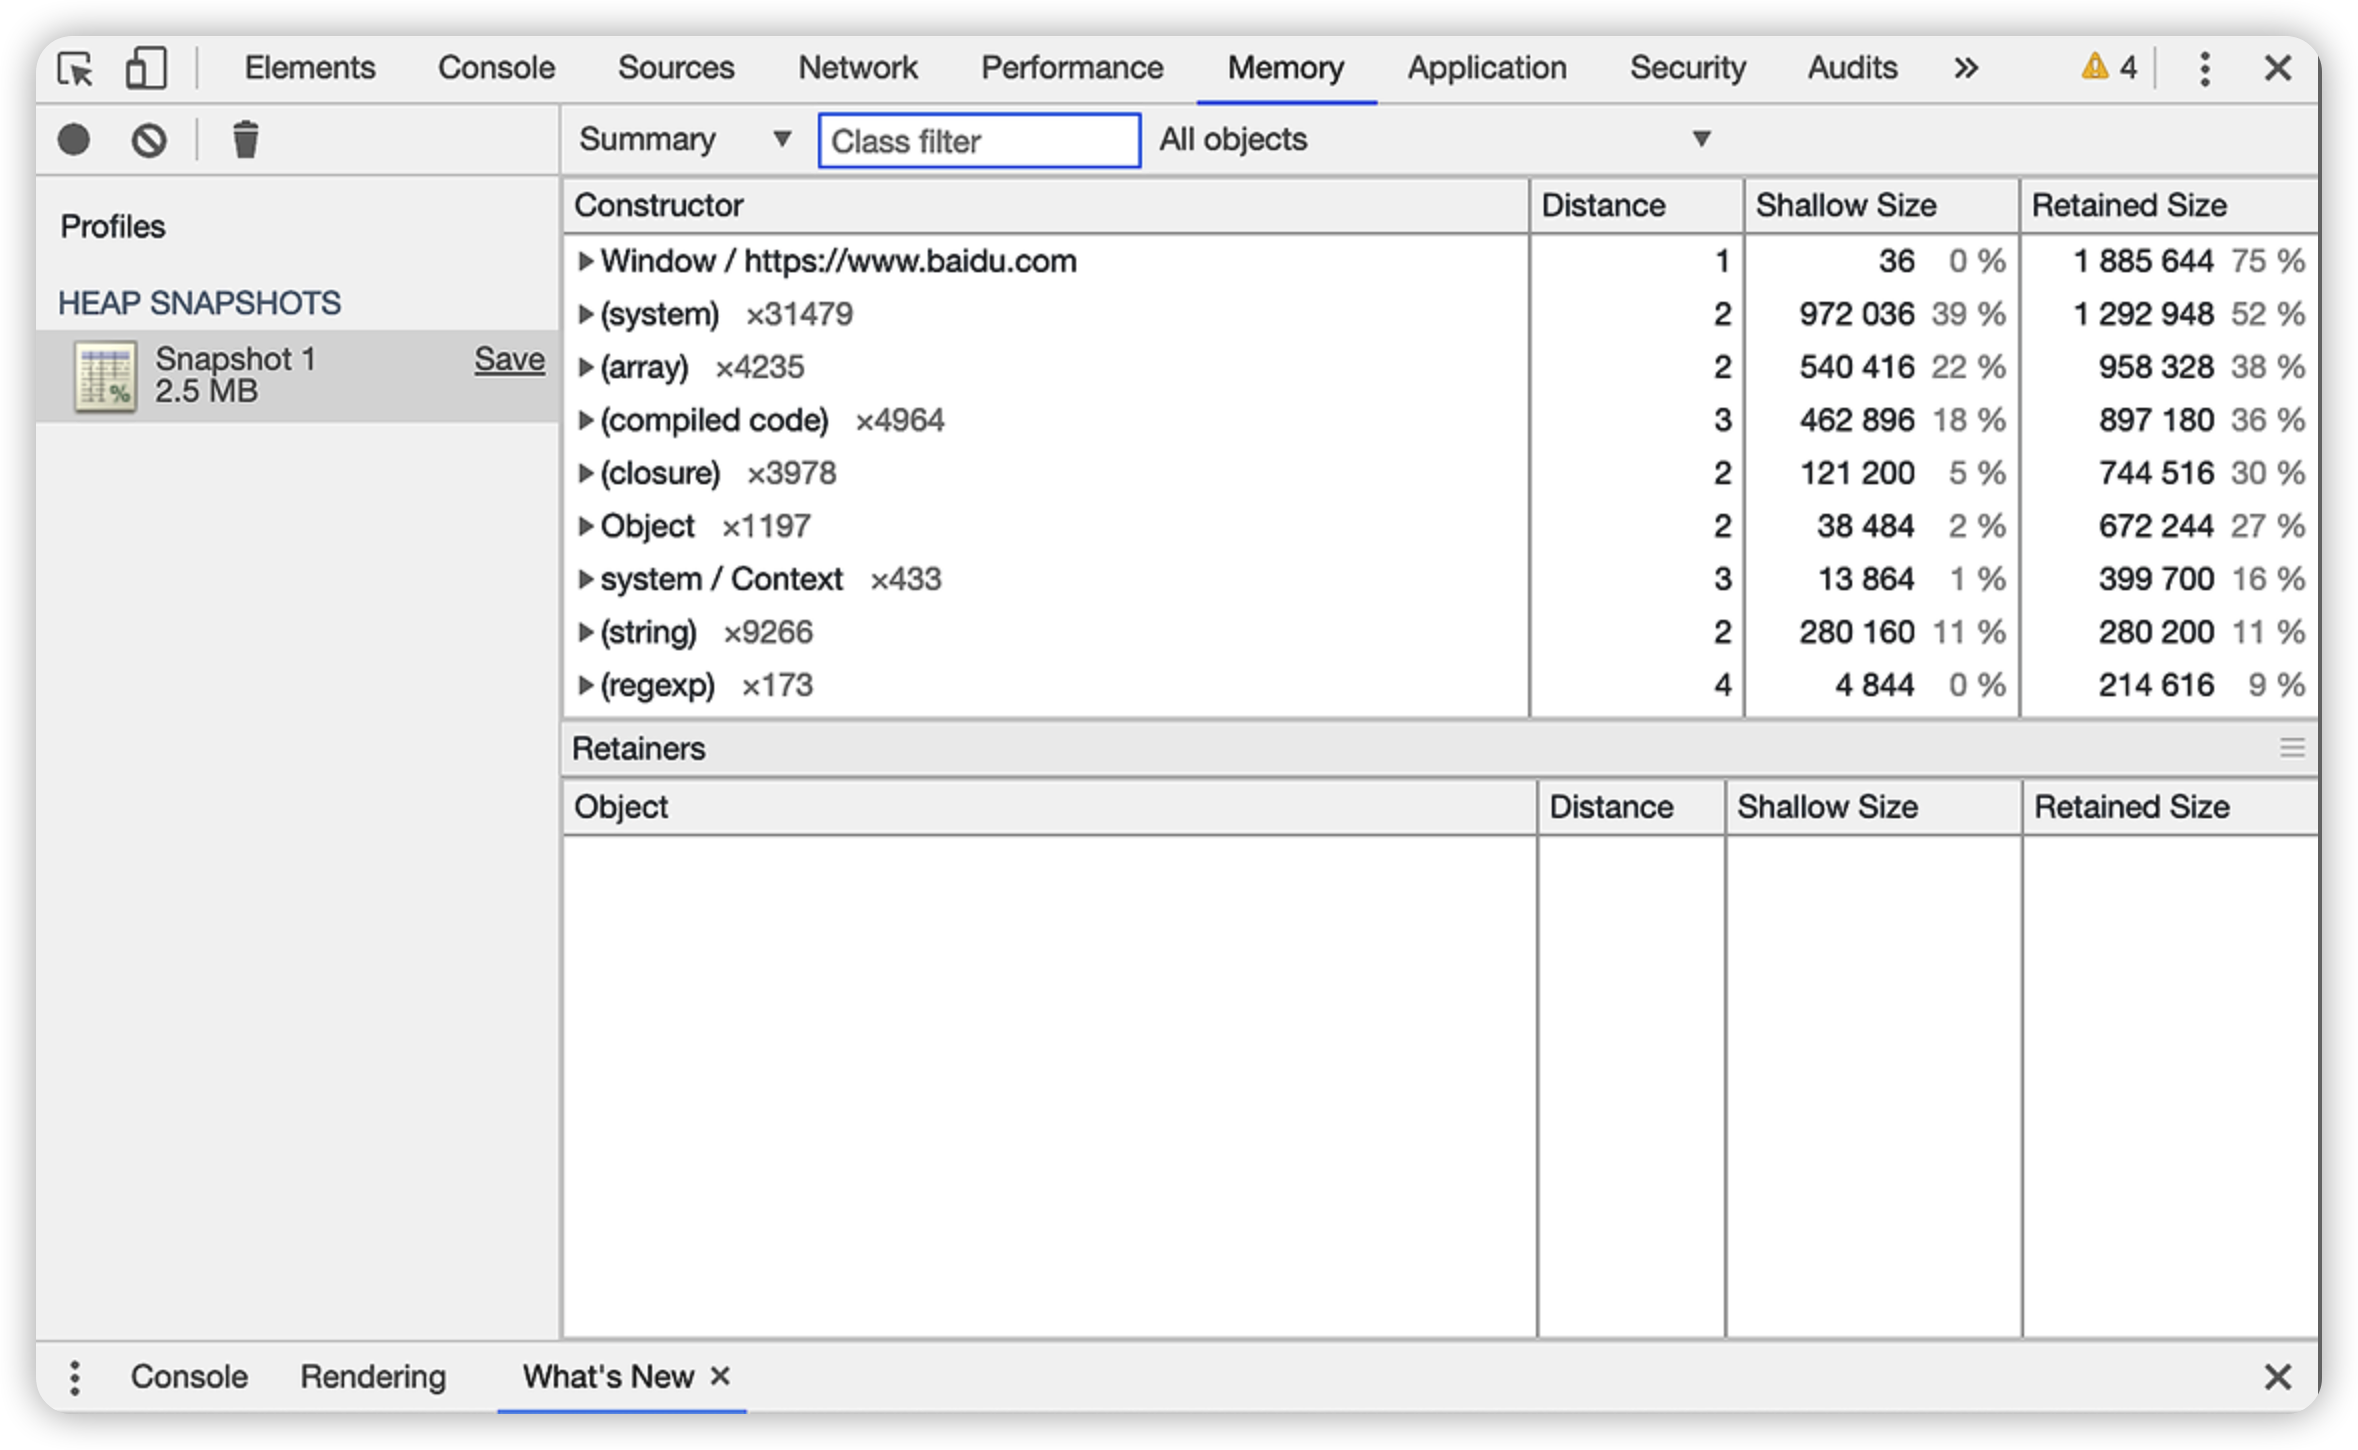 Elements Console Sources Network Performance Memory Application Security Audits » 4
Summary Class filter All objects
Profiles
HEAP SNAPSHOTS
Snapshot 1 Save
2.5 MB
Constructor Distance Shallow Size Retained Size
Window / https://www.baidu.com 1 36 0 % 1 885 644 75 %
(system) ×31479 2 972 036 39 % 1 292 948 52 %
(array) ×4235 2 540 416 22 % 958 328 38 %
(compiled code) ×4964 3 462 896 18 % 897 180 36 %
(closure) ×3978 2 121 200 5 % 744 516 30 %
Object ×1197 2 38 484 2 % 672 244 27 %
system / Context ×433 3 13 864 1 % 399 700 16 %
(string) ×9266 2 280 160 11 % 280 200 11 %
(regexp) ×173 4 4 844 0 % 214 616 9 %
Retainers
Object Distance Shallow Size Retained Size
Console Rendering What's New ×